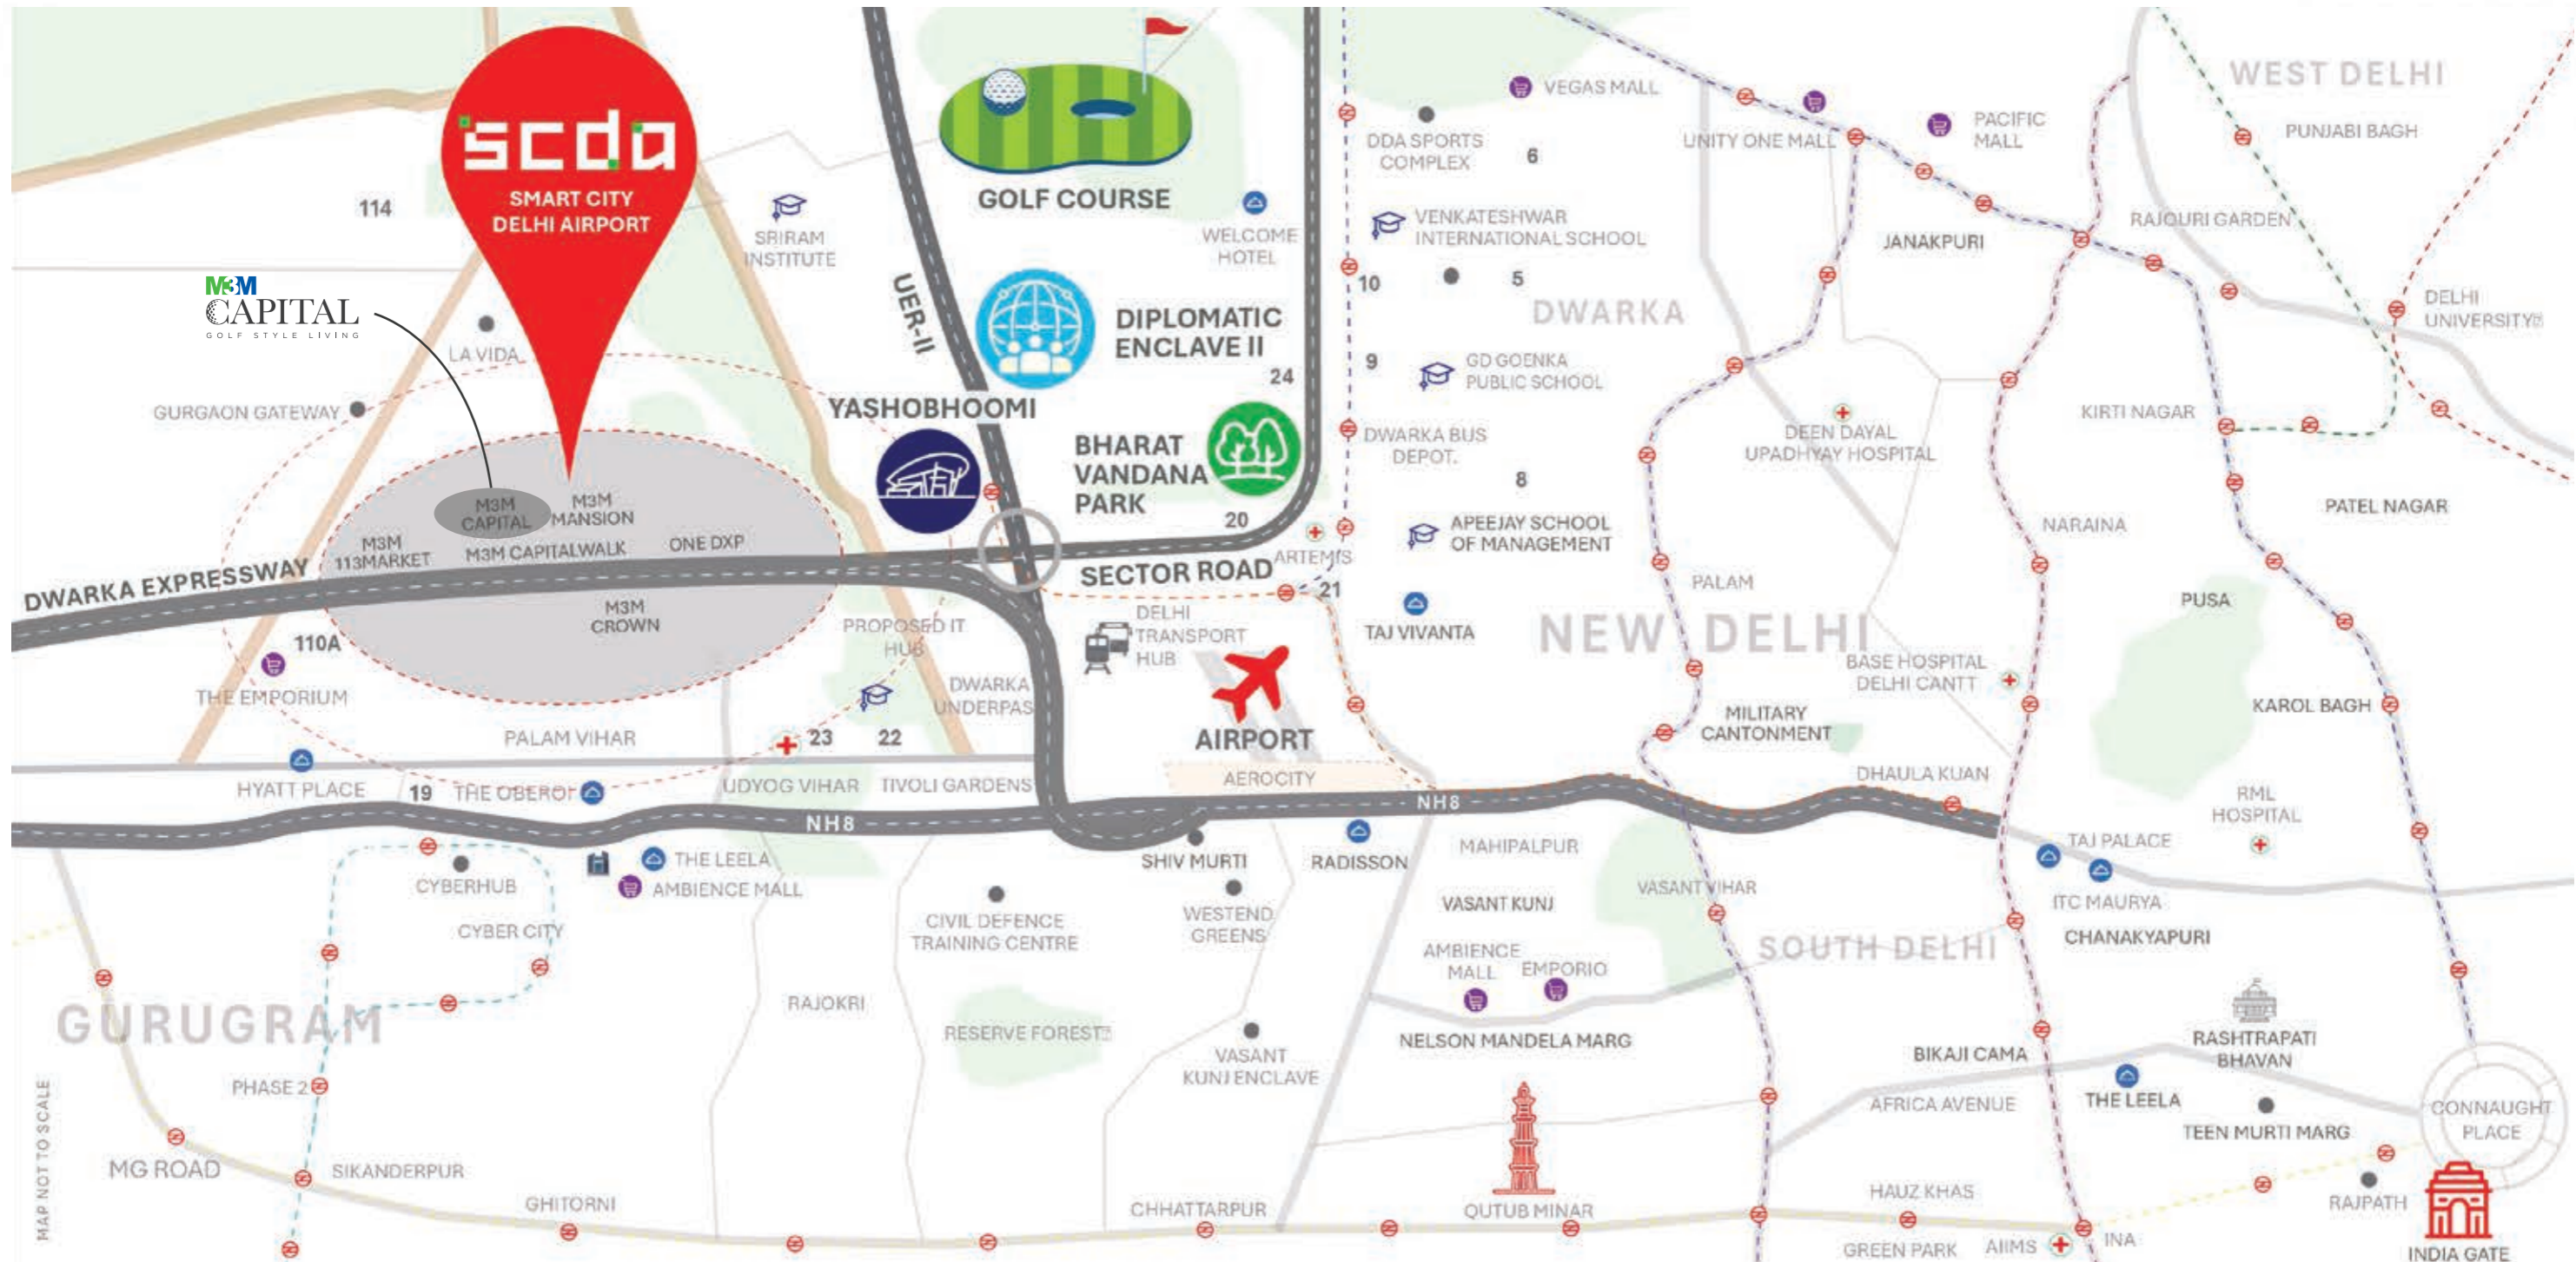 scda
SMART CITY
DELHI AIRPORT
M3M
CAPITAL
GOLF STYLE LIVING
114
LA VIDA
GURGAON GATEWAY
SRIRAM
INSTITUTE
UER-II
GOLF COURSE
WELCOME
HOTEL
DIPLOMATIC
ENCLAVE II
24
YASHOBHOOMI
BHARAT
VANDANA
PARK
20
M3M
CAPITAL
M3M
MANSION
M3M
113MARKET
M3M CAPITALWALK
ONE DXP
M3M
CROWN
DWARKA EXPRESSWAY
110A
THE EMPORIUM
PALAM VIHAR
HYATT PLACE
19
THE OBEROI
PROPOSED IT
HUB
DWARKA
UNDERPAS
23
22
UDYOG VIHAR
TIVOLI GARDENS
SECTOR ROAD
ARTEMIS
21
DELHI
TRANSPORT
HUB
AIRPORT
AEROCITY
NH8
NH8
VEGAS MALL
DDA SPORTS
COMPLEX
6
VENKATESHWAR
INTERNATIONAL SCHOOL
10
5
DWARKA
9
GD GOENKA
PUBLIC SCHOOL
DWARKA BUS
DEPOT.
8
APEEJAY SCHOOL
OF MANAGEMENT
TAJ VIVANTA
UNITY ONE MALL
PACIFIC
MALL
WEST DELHI
PUNJABI BAGH
RAJOURI GARDEN
JANAKPURI
DELHI
UNIVERSITY
KIRTI NAGAR
DEEN DAYAL
UPADHYAY HOSPITAL
PATEL NAGAR
NARAINA
PALAM
PUSA
NEW DELHI
BASE HOSPITAL
DELHI CANTT
KAROL BAGH
MILITARY
CANTONMENT
DHAULA KUAN
RML
HOSPITAL
THE LEELA
AMBIENCE MALL
CYBERHUB
CYBER CITY
GURUGRAM
PHASE 2
MG ROAD
SIKANDERPUR
GHITORNI
SHIV MURTI
RADISSON
MAHIPALPUR
CIVIL DEFENCE
TRAINING CENTRE
WESTEND
GREENS
VASANT KUNJ
VASANT VIHAR
AMBIENCE
MALL
EMPORIO
RAJOKRI
RESERVE FOREST
VASANT
KUNJ ENCLAVE
NELSON MANDELA MARG
CHHATTARPUR
QUTUB MINAR
TAJ PALACE
ITC MAURYA
CHANAKYAPURI
SOUTH DELHI
BIKAJI CAMA
RASHTRAPATI
BHAVAN
AFRICA AVENUE
THE LEELA
TEEN MURTI MARG
CONNAUGHT
PLACE
HAUZ KHAS
RAJPATH
GREEN PARK
AIIMS
INA
INDIA GATE
MAP NOT TO SCALE